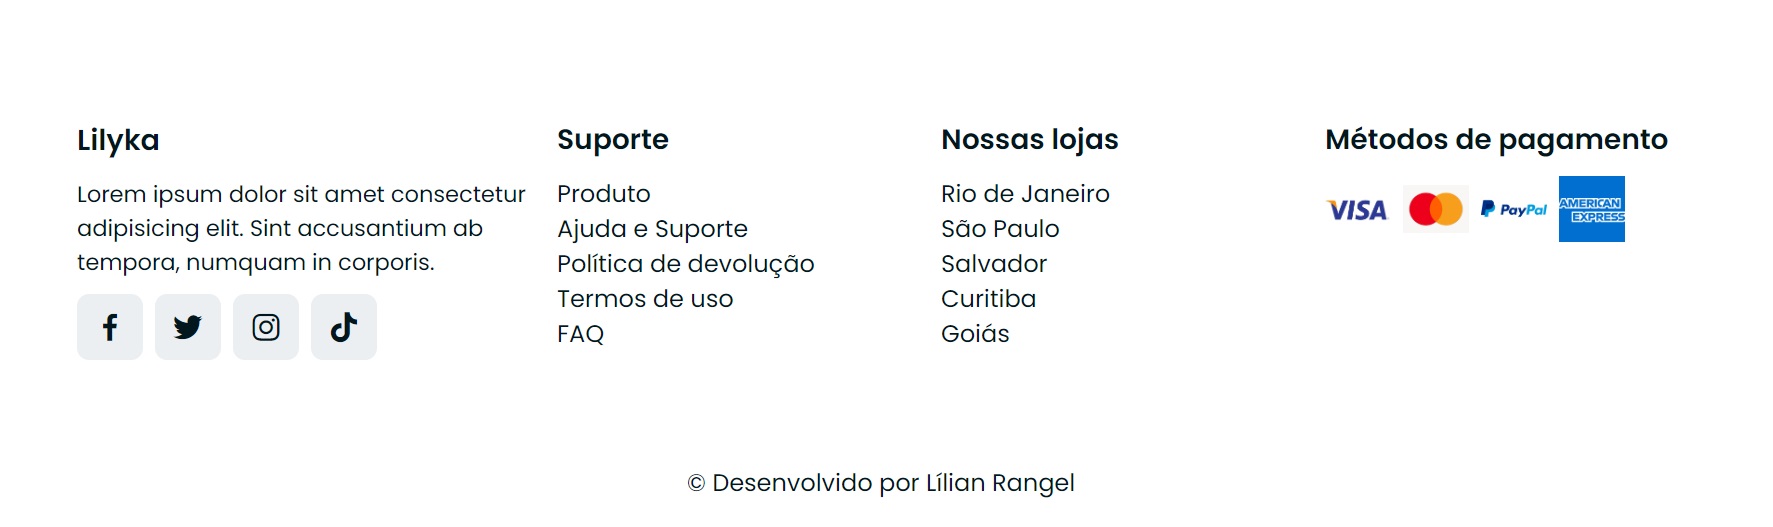 Lilyka
Lorem ipsum dolor sit amet consectetur
adipisicing elit. Sint accusantium ab
tempora, numquam in corporis.
Suporte
Produto
Ajuda e Suporte
Política de devolução
Termos de uso
FAQ
Nossas lojas
Rio de Janeiro
São Paulo
Salvador
Curitiba
Goiás
Métodos de pagamento
VISA
PayPal
AMERICAN
EXPRESS
© Desenvolvido por Lílian Rangel